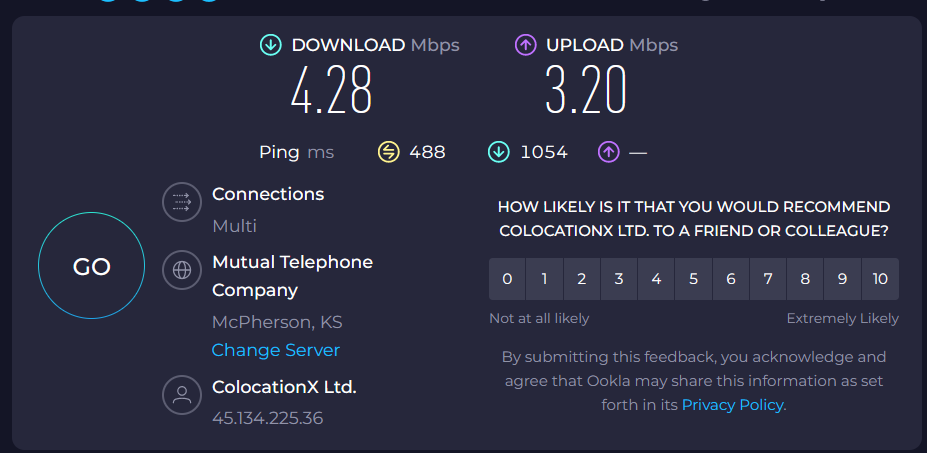 DOWNLOAD Mbps
4.28
UPLOAD Mbps
3.20
Ping ms 488 1054 —
Connections
Multi
Mutual Telephone
Company
McPherson, KS
Change Server
ColocationX Ltd.
45.134.225.36
GO
HOW LIKELY IS IT THAT YOU WOULD RECOMMEND
COLOCATIONX LTD. TO A FRIEND OR COLLEAGUE?
0 1 2 3 4 5 6 7 8 9 10
Not at all likely Extremely Likely
By submitting this feedback, you acknowledge and
agree that Ookla may share this information as set
forth in its Privacy Policy.